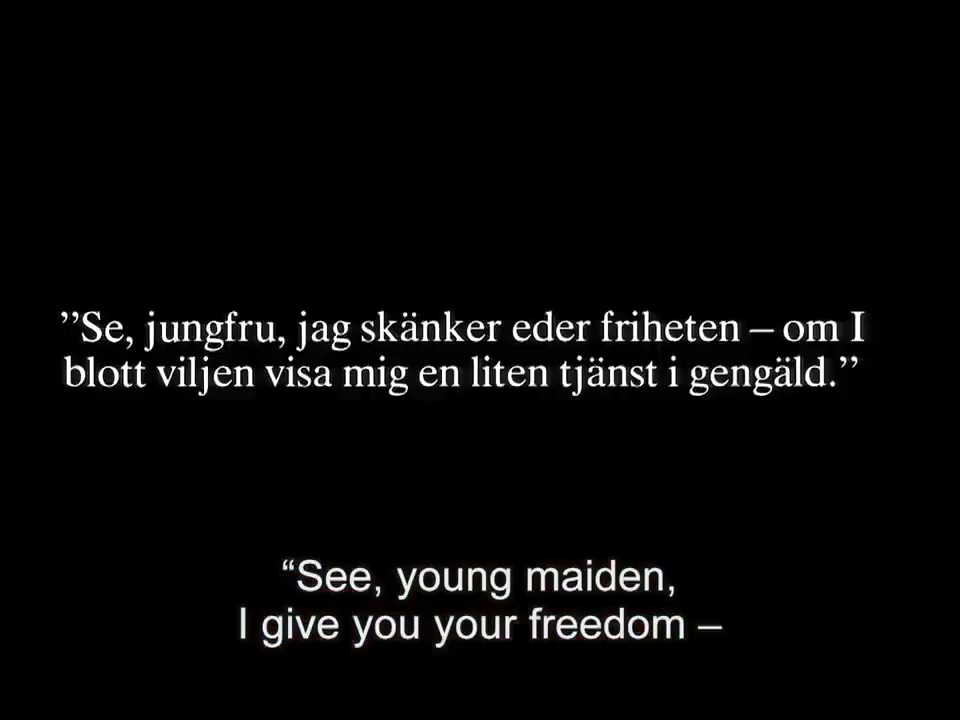 ”Se, jungfru, jag skänker eder friheten – om I
blott viljen visa mig en liten tjänst i gengäld.”
“See, young maiden,
I give you your freedom –